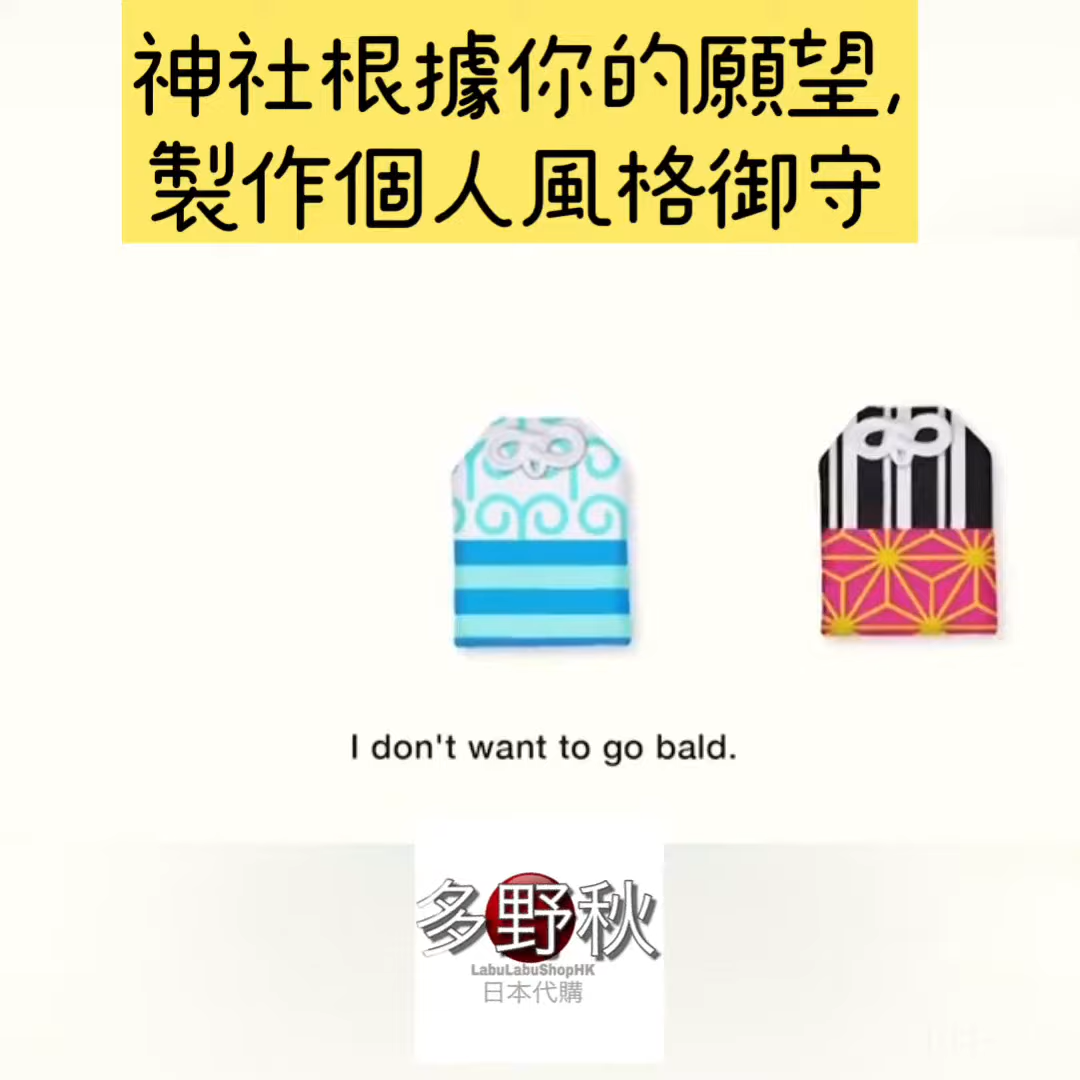 神社根據你的願望,
製作個人風格御守
I don't want to go bald.
多野秋
LabuLabuShopHK
日本代購